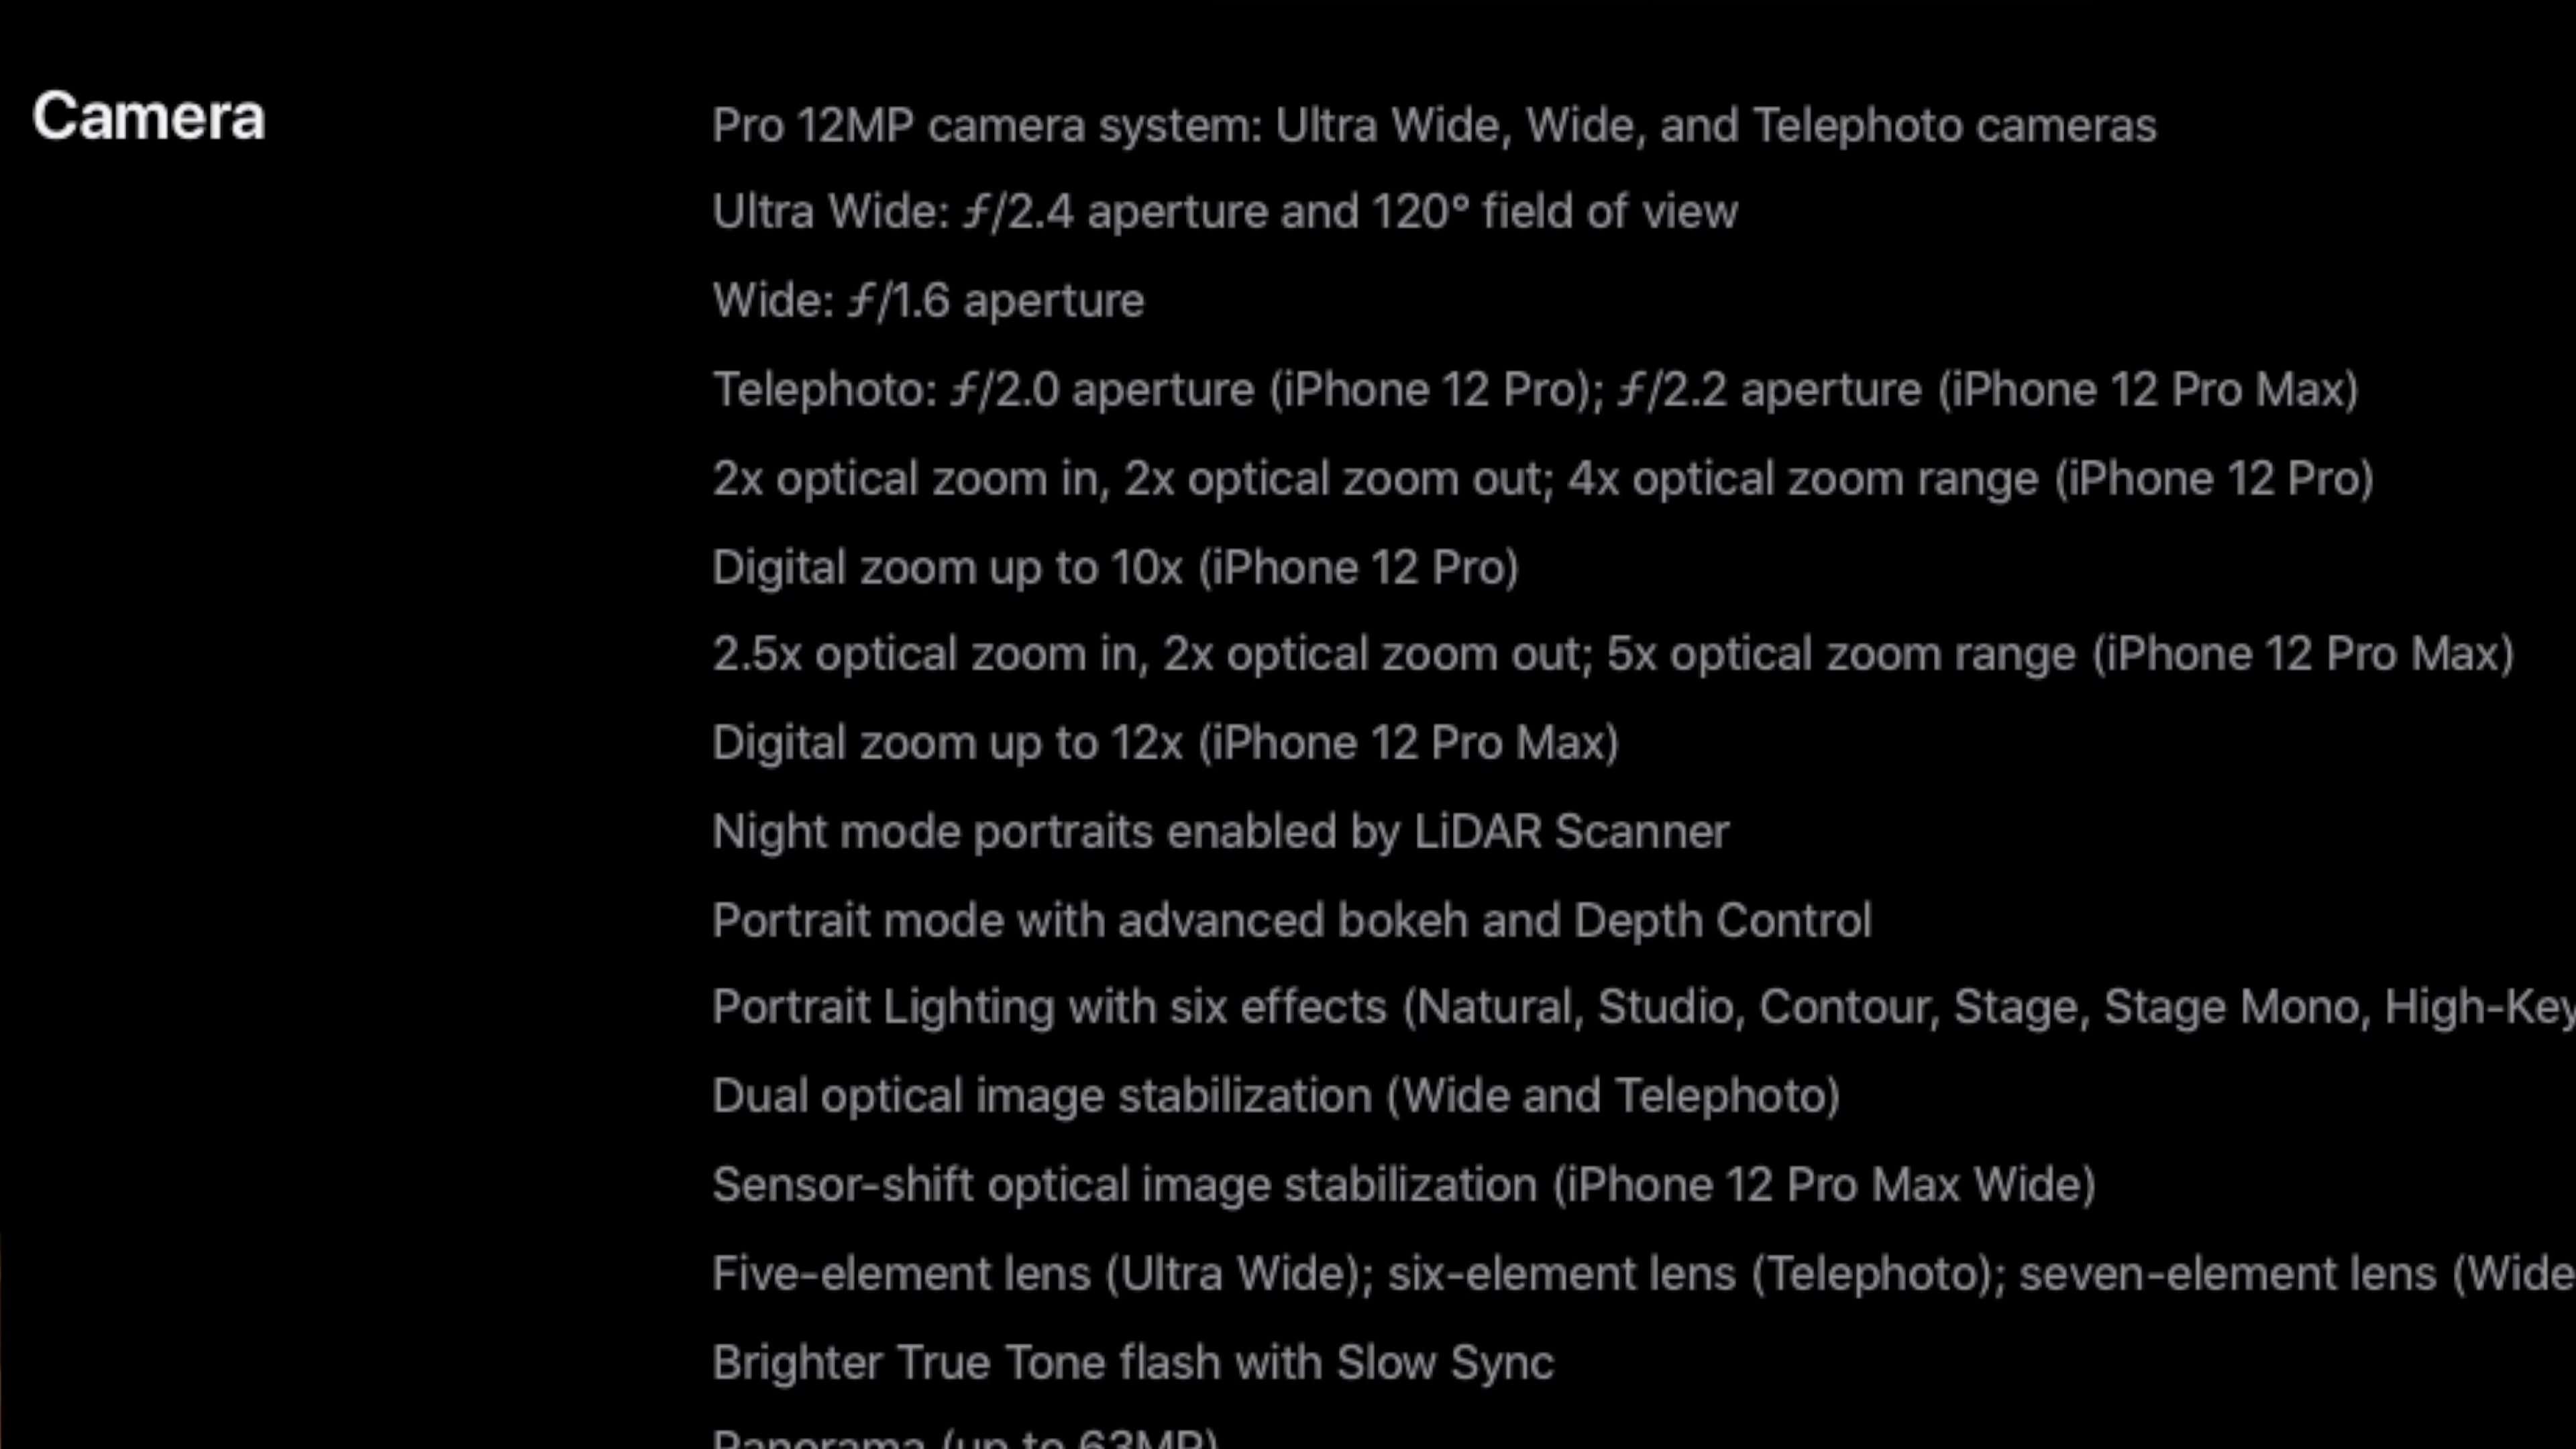 Camera
Pro 12MP camera system: Ultra Wide, Wide, and Telephoto cameras
Ultra Wide: ƒ/2.4 aperture and 120° field of view
Wide: ƒ/1.6 aperture
Telephoto: ƒ/2.0 aperture (iPhone 12 Pro); ƒ/2.2 aperture (iPhone 12 Pro Max)
2x optical zoom in, 2x optical zoom out; 4x optical zoom range (iPhone 12 Pro)
Digital zoom up to 10x (iPhone 12 Pro)
2.5x optical zoom in, 2x optical zoom out; 5x optical zoom range (iPhone 12 Pro Max)
Digital zoom up to 12x (iPhone 12 Pro Max)
Night mode portraits enabled by LiDAR Scanner
Portrait mode with advanced bokeh and Depth Control
Portrait Lighting with six effects (Natural, Studio, Contour, Stage, Stage Mono, High-Key
Dual optical image stabilization (Wide and Telephoto)
Sensor-shift optical image stabilization (iPhone 12 Pro Max Wide)
Five-element lens (Ultra Wide); six-element lens (Telephoto); seven-element lens (Wide
Brighter True Tone flash with Slow Sync
Panorama (up to 63MP)